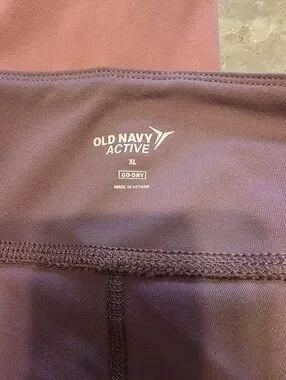 OLD NAVY
ACTIVE
XL
GO-DRY
MADE IN VIETNAM